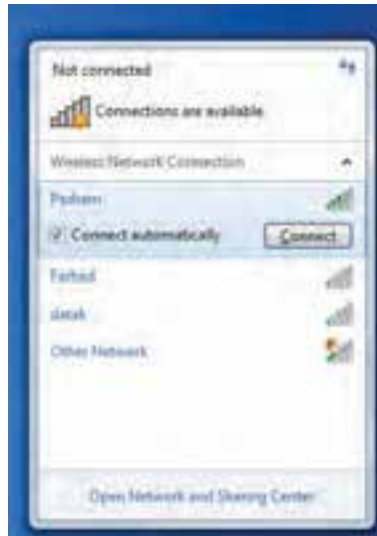 Not connected
Connections are available
Wireless Network Connection
Pedram
Connect automatically Connect
Farhad
datak
Other Network
Open Network and Sharing Center